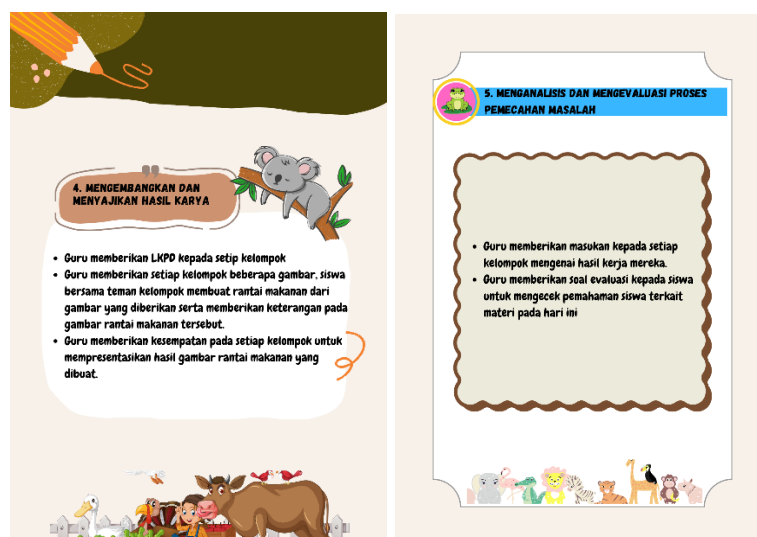 4. MENGEMBANGKAN DAN
MENYAJIKAN HASIL KARYA
• Guru memberikan LKPD kepada setip kelompok
• Guru memberikan setiap kelompok beberapa gambar, siswa
bersama teman kelompok membuat rantai makanan dari
gambar yang diberikan serta memberikan keterangan pada
gambar rantai makanan tersebut.
• Guru memberikan kesempatan pada setiap kelompok untuk
mempresentasikan hasil gambar rantai makanan yang
dibuat.
5. MENGANALISIS DAN MENGEVALUASI PROSES
PEMECAHAN MASALAH
• Guru memberikan masukan kepada setiap
kelompok mengenai hasil kerja mereka.
• Guru memberikan soal evaluasi kepada siswa
untuk mengecek pemahaman siswa terkait
materi pada hari ini